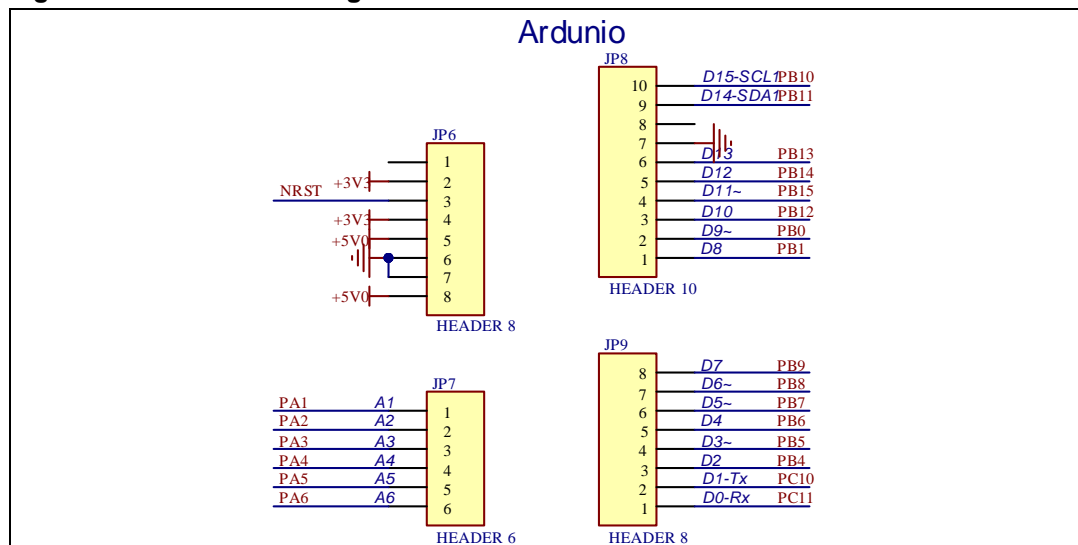 Ardunio
JP6
1
+3V3 2
NRST 3
+3V3 4
+5V0 5
6
7
+5V0 8
HEADER 8
JP8
10 D15-SCL1 PB10
9 D14-SDA1 PB11
8
7
6 D13 PB13
5 D12 PB14
4 D11~ PB15
3 D10 PB12
2 D9~ PB0
1 D8 PB1
HEADER 10
JP7
PA1 A1 1
PA2 A2 2
PA3 A3 3
PA4 A4 4
PA5 A5 5
PA6 A6 6
HEADER 6
JP9
8 D7 PB9
7 D6~ PB8
6 D5~ PB7
5 D4 PB6
4 D3~ PB5
3 D2 PB4
2 D1-Tx PC10
1 D0-Rx PC11
HEADER 8